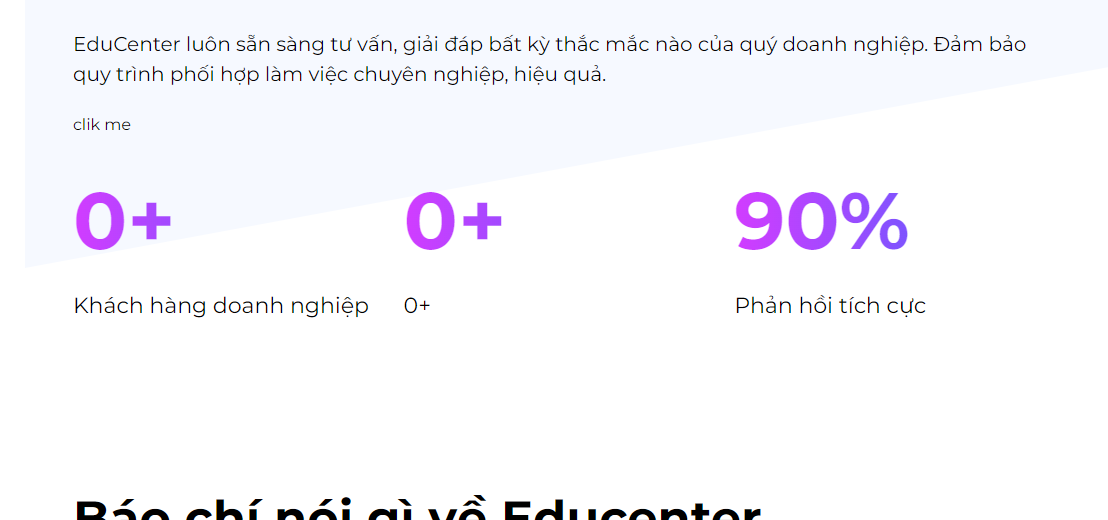 EduCenter luôn sẵn sàng tư vấn, giải đáp bất kỳ thắc mắc nào của quý doanh nghiệp. Đảm bảo
quy trình phối hợp làm việc chuyên nghiệp, hiệu quả.
clik me
0+ 0+ 90%
Khách hàng doanh nghiệp 0+ Phản hồi tích cực
Báo chí nói gì về Educenter